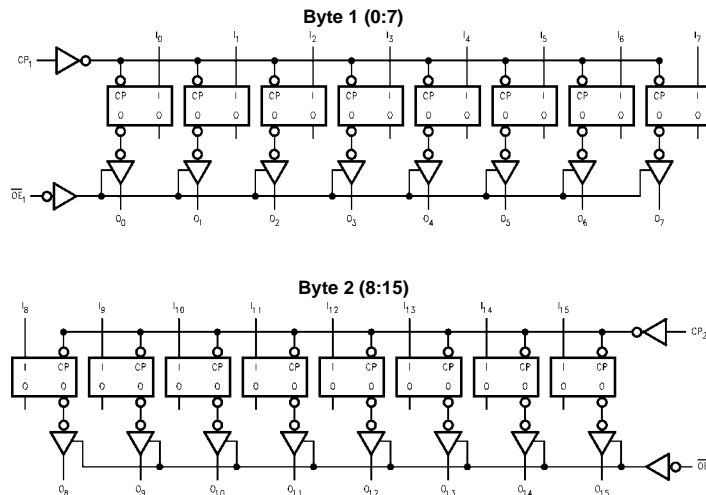 Byte 1 (0:7)
I0 I1 I2 I3 I4 I5 I6 I7
CP1
CP I CP I CP I CP I CP I CP I CP I CP I
O O O O O O O O O O O O O O O O
OE1
O0 O1 O2 O3 O4 O5 O6 O7
Byte 2 (8:15)
I8 I9 I10 I11 I12 I13 I14 I15
CP2
I CP I CP I CP I CP I CP I CP I CP I CP
O O O O O O O O O O O O O O O O
OE
O8 O9 O10 O11 O12 O13 O14 O15